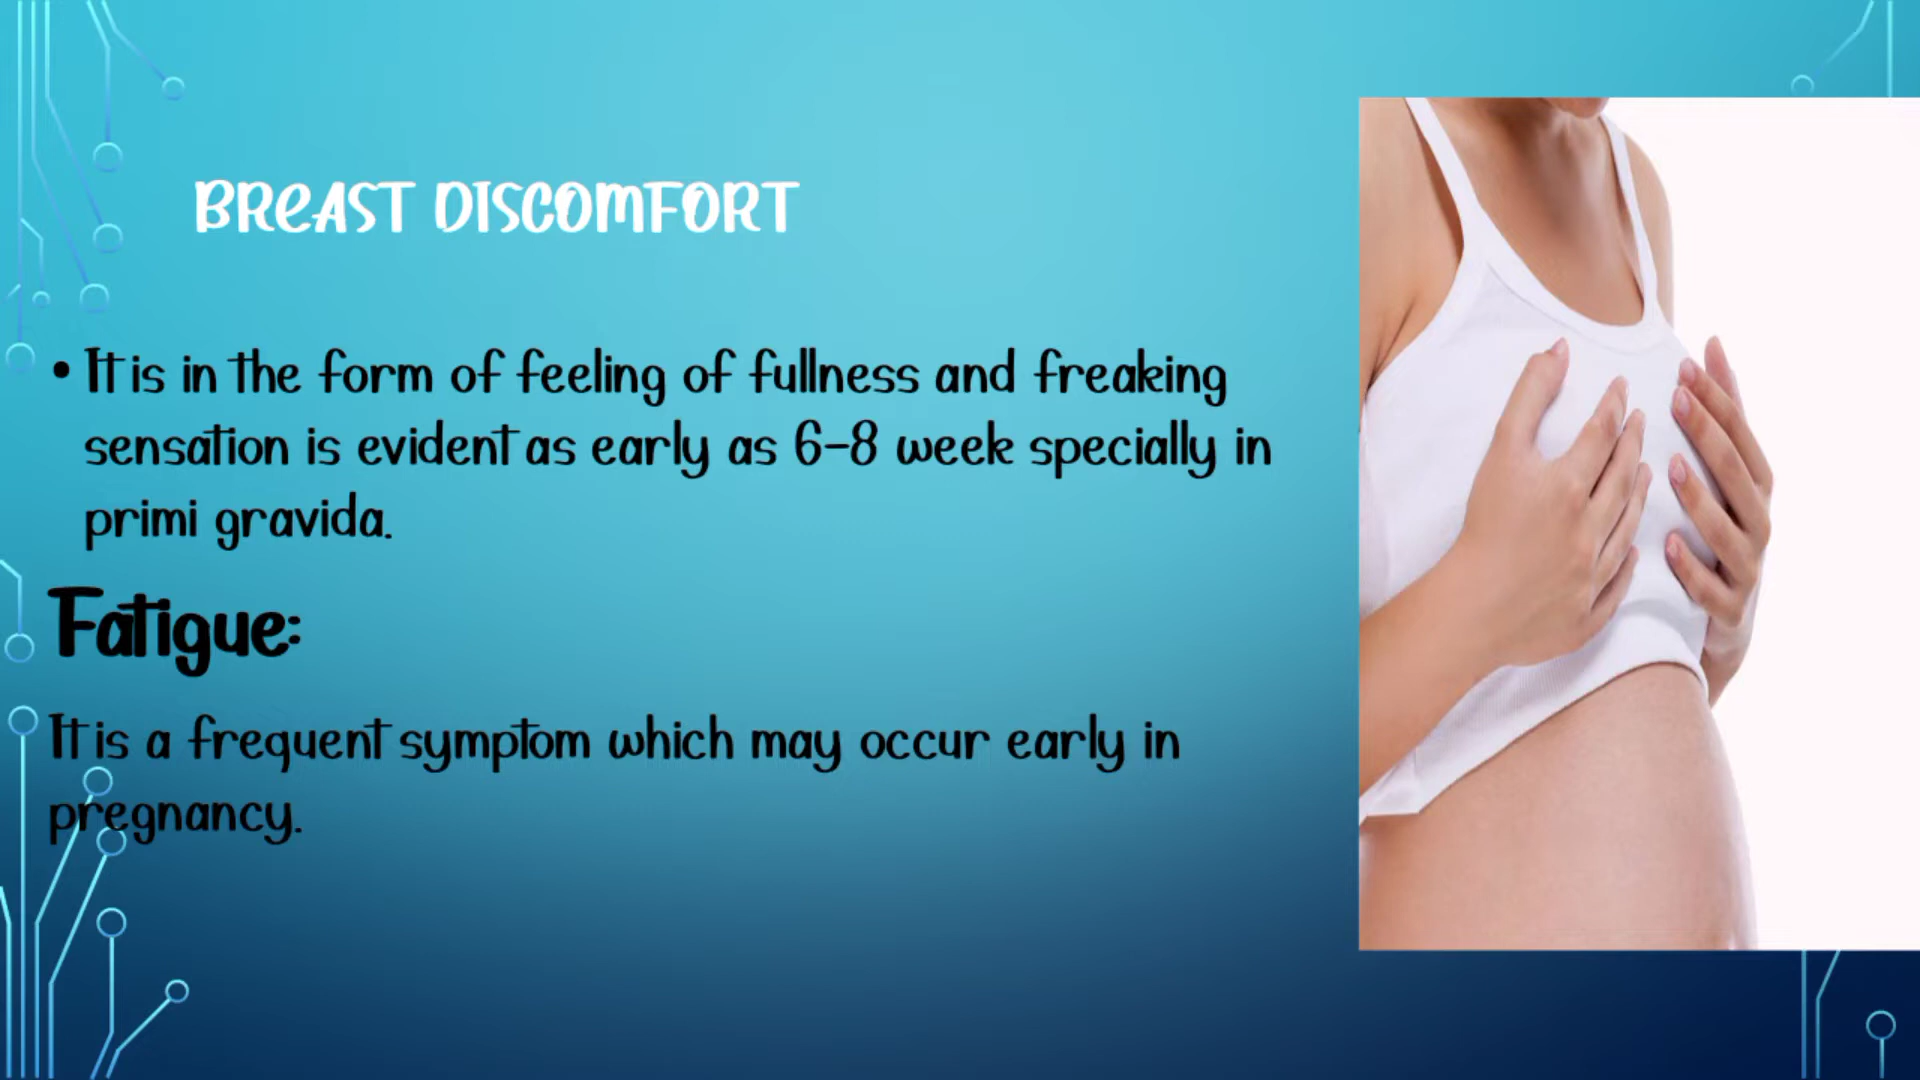 BREAST DISCOMFORT
• It is in the form of feeling of fullness and freaking
sensation is evident as early as 6-8 week specially in
primi gravida.
Fatigue:
It is a frequent symptom which may occur early in
pregnancy.